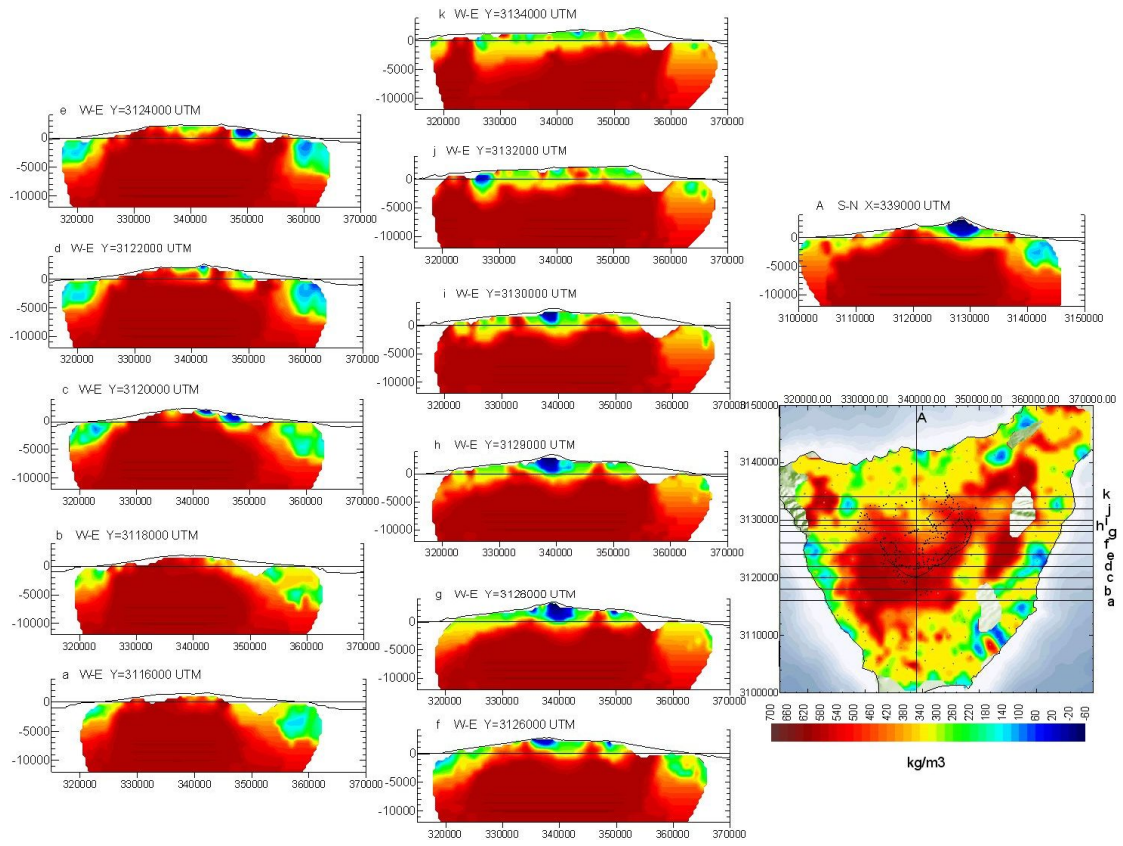 k W-E Y=3134000 UTM
0
-5000
-10000
320000 330000 340000 350000 360000 370000
e W-E Y=3124000 UTM
0
-5000
-10000
320000 330000 340000 350000 360000 370000
j W-E Y=3132000 UTM
0
-5000
-10000
320000 330000 340000 350000 360000 370000
A S-N X=339000 UTM
0
-5000
-10000
3100000 3110000 3120000 3130000 3140000 3150000
d W-E Y=3122000 UTM
0
-5000
-10000
320000 330000 340000 350000 360000 370000
i W-E Y=3130000 UTM
0
-5000
-10000
320000 330000 340000 350000 360000
c W-E Y=3120000 UTM
0
-5000
-10000
320000 330000 340000 350000 360000 370000
h W-E Y=3129000 UTM
0
-5000
-10000
320000 330000 340000 350000 360000 370000
b W-E Y=3118000 UTM
0
-5000
-10000
320000 330000 340000 350000 360000 370000
g W-E Y=3128000 UTM
0
-5000
-10000
320000 330000 340000 350000 360000 370000
a W-E Y=3116000 UTM
0
-5000
-10000
320000 330000 340000 350000 360000 370000
f W-E Y=3126000 UTM
0
-5000
-10000
320000 330000 340000 350000 360000 370000
320000.00 330000.00 340000.00 350000.00 360000.00 370000.00
A
3150000
3140000
3130000
3120000
3110000
3100000
k
j
i
h
g
f
e
d
c
b
a
700 660 620 580 540 500 460 420 380 340 300 260 220 180 140 100 60 20 -20 -60
kg/m3